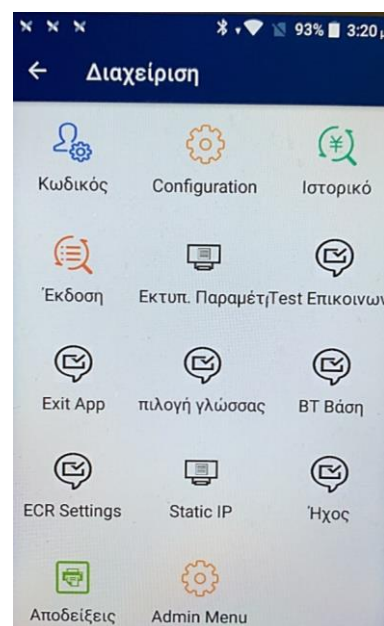 93% 3:20
Διαχείριση
Κωδικός Configuration Ιστορικό
Έκδοση Εκτυπ. Παραμέτρ Test Επικοινων
Exit App πιλογή γλώσσας BT Βάση
ECR Settings Static IP Ήχος
Αποδείξεις Admin Menu